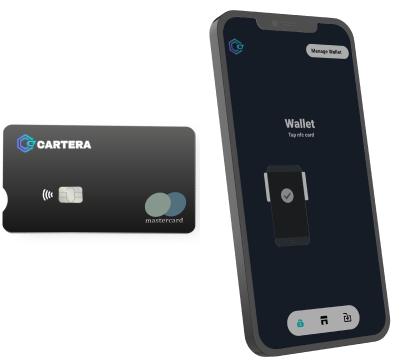 CARTERA
mastercard
Manage Wallet
Wallet
Tap nfc card